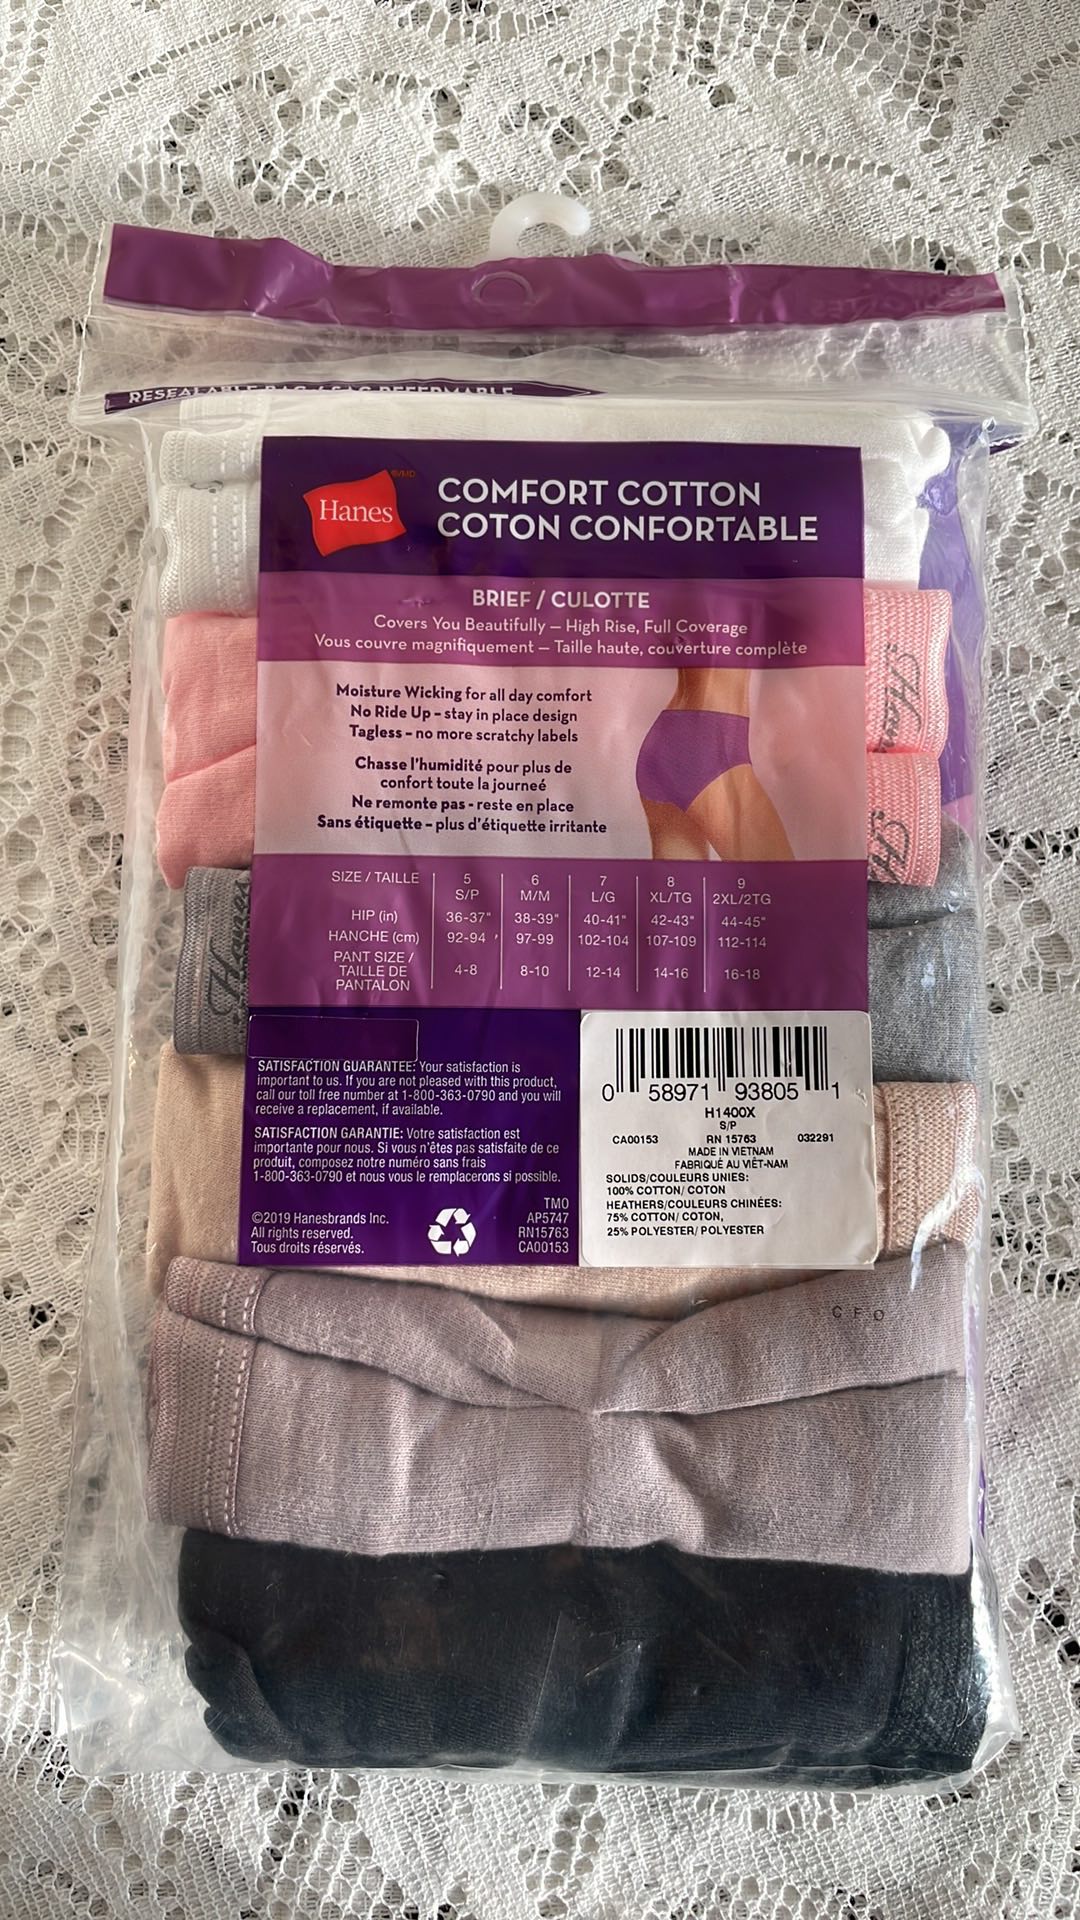 RESEALABLE BAG / SAC REFERMABLE
Hanes
®/MD
COMFORT COTTON
COTON CONFORTABLE
BRIEF / CULOTTE
Covers You Beautifully – High Rise, Full Coverage
Vous couvre magnifiquement – Taille haute, couverture complète
Moisture Wicking for all day comfort
No Ride Up – stay in place design
Tagless – no more scratchy labels
Chasse l'humidité pour plus de
confort toute la journeé
Ne remonte pas - reste en place
Sans étiquette – plus d'étiquette irritante
SIZE / TAILLE 5 6 7 8 9
S/P M/M L/G XL/TG 2XL/2TG
HIP (in) 36-37" 38-39" 40-41" 42-43" 44-45"
HANCHE (cm) 92-94 97-99 102-104 107-109 112-114
PANT SIZE /
TAILLE DE 4-8 8-10 12-14 14-16 16-18
PANTALON
SATISFACTION GUARANTEE: Your satisfaction is
important to us. If you are not pleased with this product,
call our toll free number at 1-800-363-0790 and you will
receive a replacement, if available.
SATISFACTION GARANTIE: Votre satisfaction est
importante pour nous. Si vous n'êtes pas satisfaite de ce
produit, composez notre numéro sans frais
1-800-363-0790 et nous vous le remplacerons si possible.
©2019 Hanesbrands Inc.
All rights reserved.
Tous droits réservés.
TMO
AP5747
RN15763
CA00153
0 58971 93805 1
H1400X
S/P
CA00153 RN 15763 032291
MADE IN VIETNAM
FABRIQUÉ AU VIÊT-NAM
SOLIDS/COULEURS UNIES:
100% COTTON/ COTON
HEATHERS/COULEURS CHINÉES:
75% COTTON/ COTON,
25% POLYESTER/ POLYESTER
Hanes
C F O